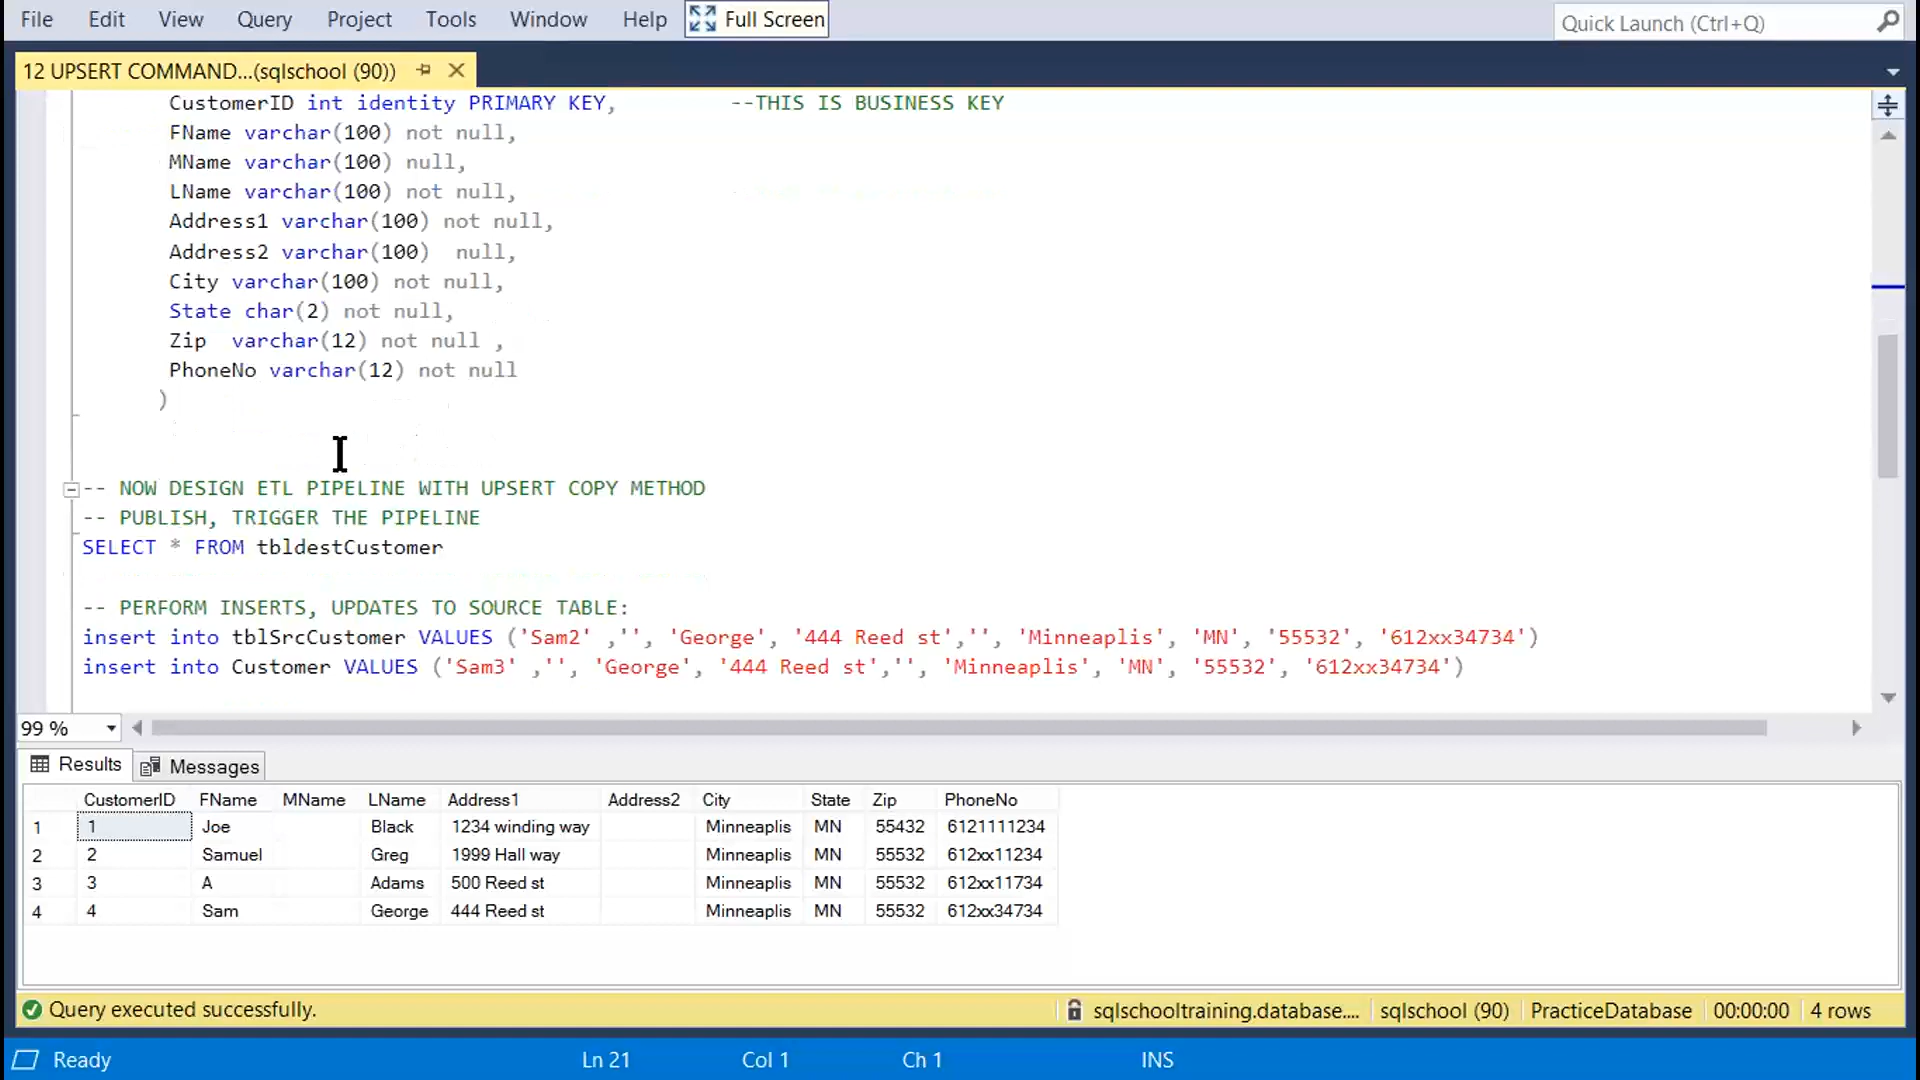 File Edit View Query Project Tools Window Help Full Screen Quick Launch (Ctrl+Q)
12 UPSERT COMMAND...(sqlschool (90))
CustomerID int identity PRIMARY KEY, --THIS IS BUSINESS KEY
FName varchar(100) not null,
MName varchar(100) null,
LName varchar(100) not null,
Address1 varchar(100) not null,
Address2 varchar(100) null,
City varchar(100) not null,
State char(2) not null,
Zip varchar(12) not null ,
PhoneNo varchar(12) not null
)
-- NOW DESIGN ETL PIPELINE WITH UPSERT COPY METHOD
-- PUBLISH, TRIGGER THE PIPELINE
SELECT * FROM tbldestCustomer
-- PERFORM INSERTS, UPDATES TO SOURCE TABLE:
insert into tblSrcCustomer VALUES ('Sam2' ,'', 'George', '444 Reed st','', 'Minneaplis', 'MN', '55532', '612xx34734')
insert into Customer VALUES ('Sam3' ,'', 'George', '444 Reed st','', 'Minneaplis', 'MN', '55532', '612xx34734')
99 %
Results Messages
CustomerID FName MName LName Address1 Address2 City State Zip PhoneNo
1 1 Joe Black 1234 winding way Minneaplis MN 55432 6121111234
2 2 Samuel Greg 1999 Hall way Minneaplis MN 55532 612xx11234
3 3 A Adams 500 Reed st Minneaplis MN 55532 612xx11734
4 4 Sam George 444 Reed st Minneaplis MN 55532 612xx34734
Query executed successfully. sqlschooltraining.database.... sqlschool (90) PracticeDatabase 00:00:00 4 rows
Ready Ln 21 Col 1 Ch 1 INS